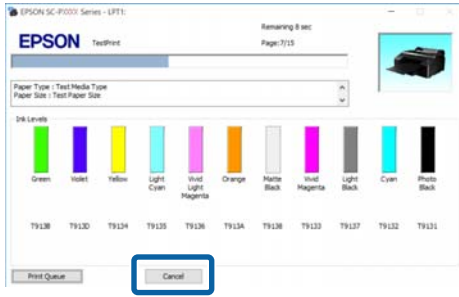 EPSON SC-PXXXX Series - LPT1:
EPSON
TestPrint
Remaining 8 sec
Page:7/15
Paper Type : Test Media Type
Paper Size : Test Paper Size
Ink Levels
Green Violet Yellow Light Cyan Vivid Light Magenta Orange Matte Black Vivid Magenta Light Black Cyan Photo Black
T913B T913D T9134 T9135 T9136 T913A T9138 T9133 T9137 T9132 T9131
Print Queue Cancel